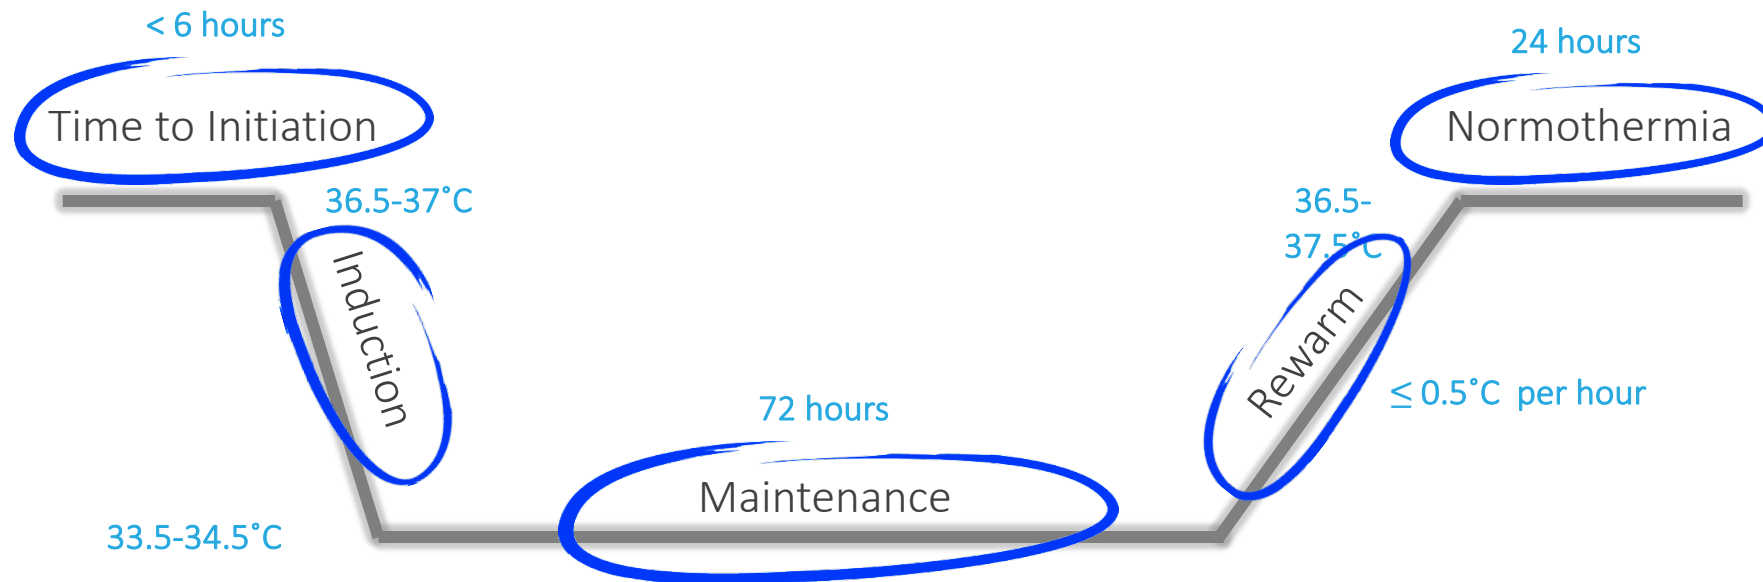 < 6 hours
24 hours
Time to Initiation
Normothermia
36.5-37˚C
36.5-
37.5˚C
Induction
Rewarm
≤ 0.5˚C  per hour
72 hours
Maintenance
33.5-34.5˚C